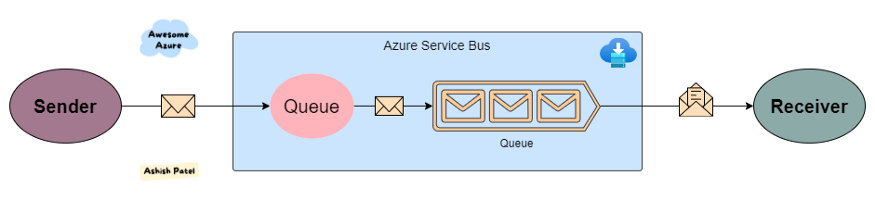 Awesome
Azure
Azure Service Bus
Sender
Queue
Queue
Receiver
Ashish Patel